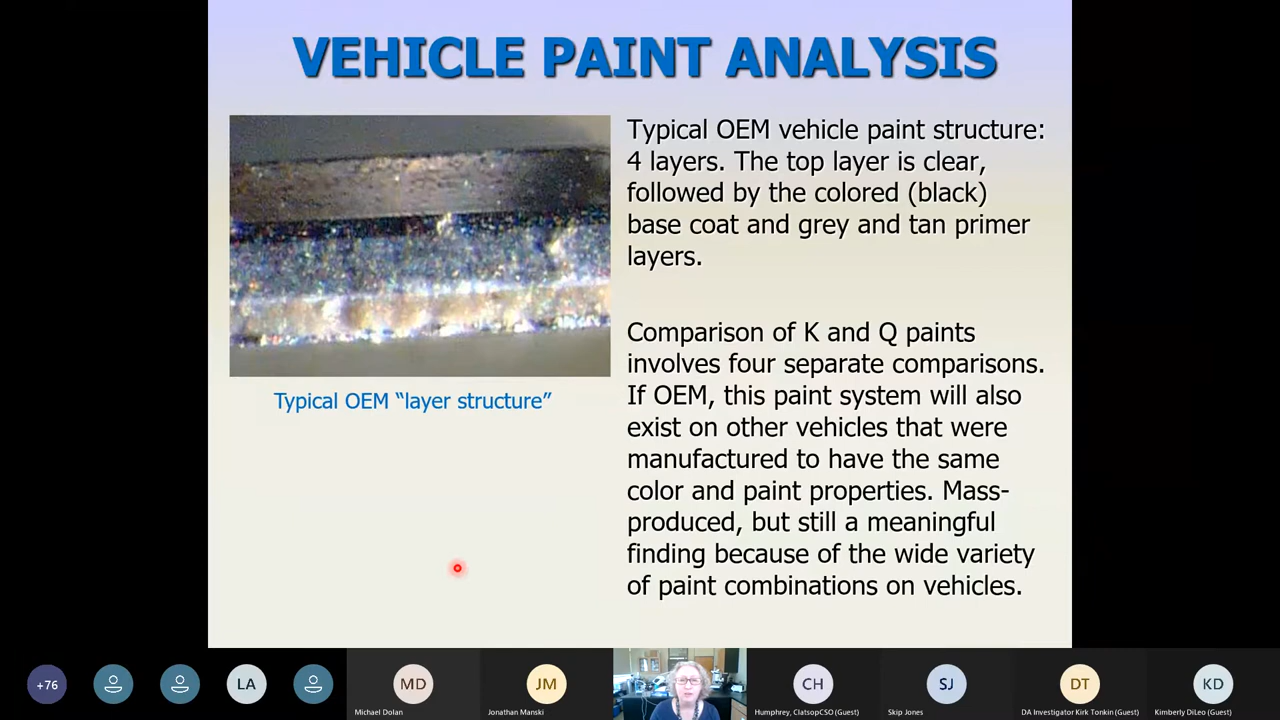 VEHICLE PAINT ANALYSIS
Typical OEM vehicle paint structure:
4 layers. The top layer is clear,
followed by the colored (black)
base coat and grey and tan primer
layers.
Comparison of K and Q paints
involves four separate comparisons.
If OEM, this paint system will also
exist on other vehicles that were
manufactured to have the same
color and paint properties. Mass-
produced, but still a meaningful
finding because of the wide variety
of paint combinations on vehicles.
Typical OEM “layer structure”
+76
LA
MD
JM
CH
SJ
DT
KD
Michael Dolan
Jonathan Manski
Humphrey, ClatsopCSO (Guest)
Skip Jones
DA Investigator Kirk Tonkin (Guest)
Kimberly DiLeo (Guest)